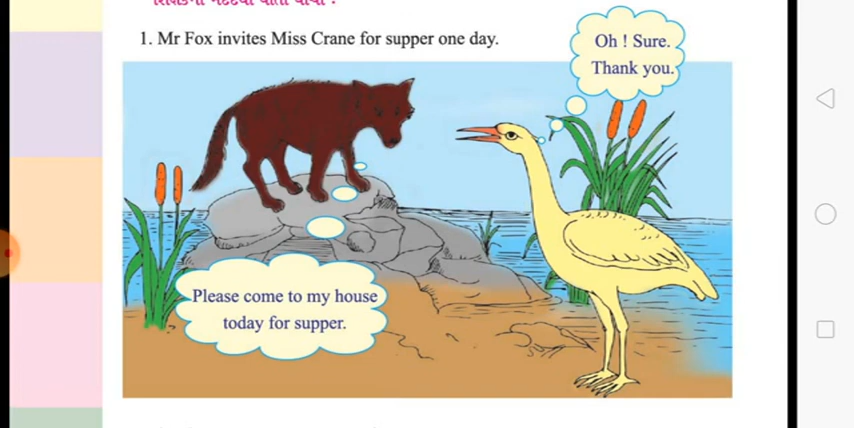 1. Mr Fox invites Miss Crane for supper one day.
Oh ! Sure.
Thank you.
Please come to my house
today for supper.